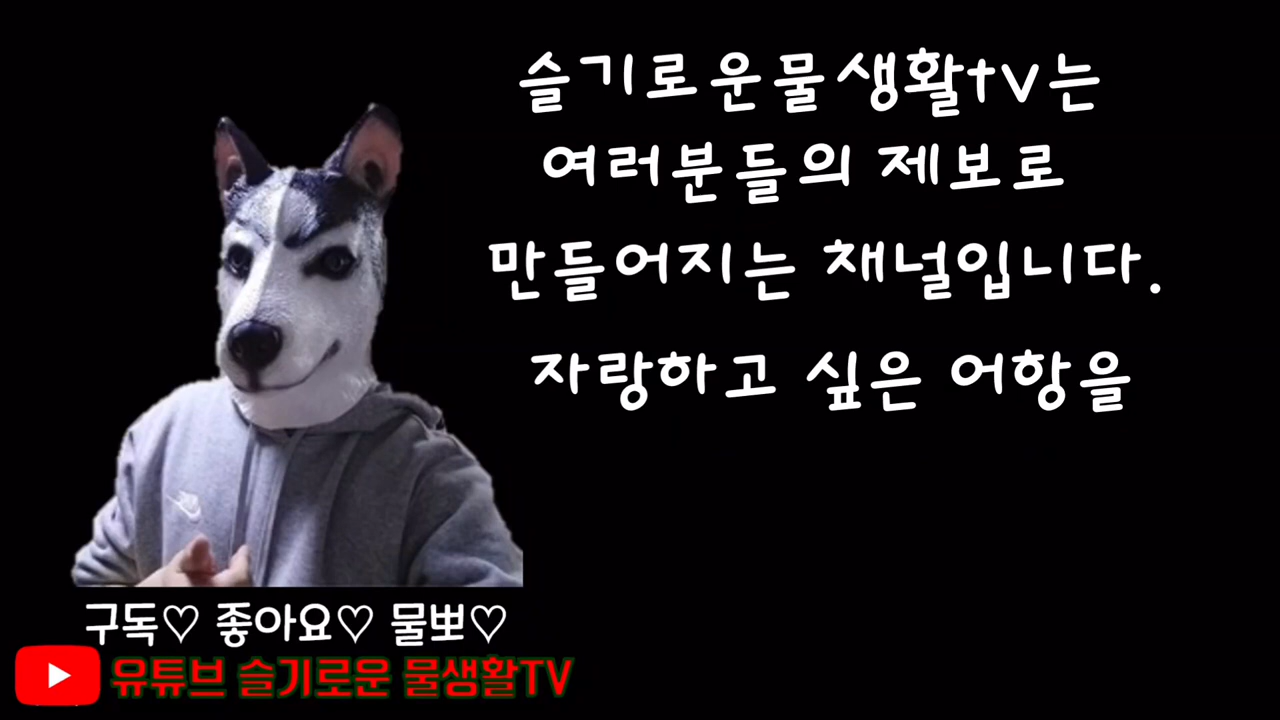 슬기로운물생활tv는
여러분들의 제보로
만들어지는 채널입니다.
자랑하고 싶은 어항을
구독♡ 좋아요♡ 물뽀♡
유튜브 슬기로운 물생활TV